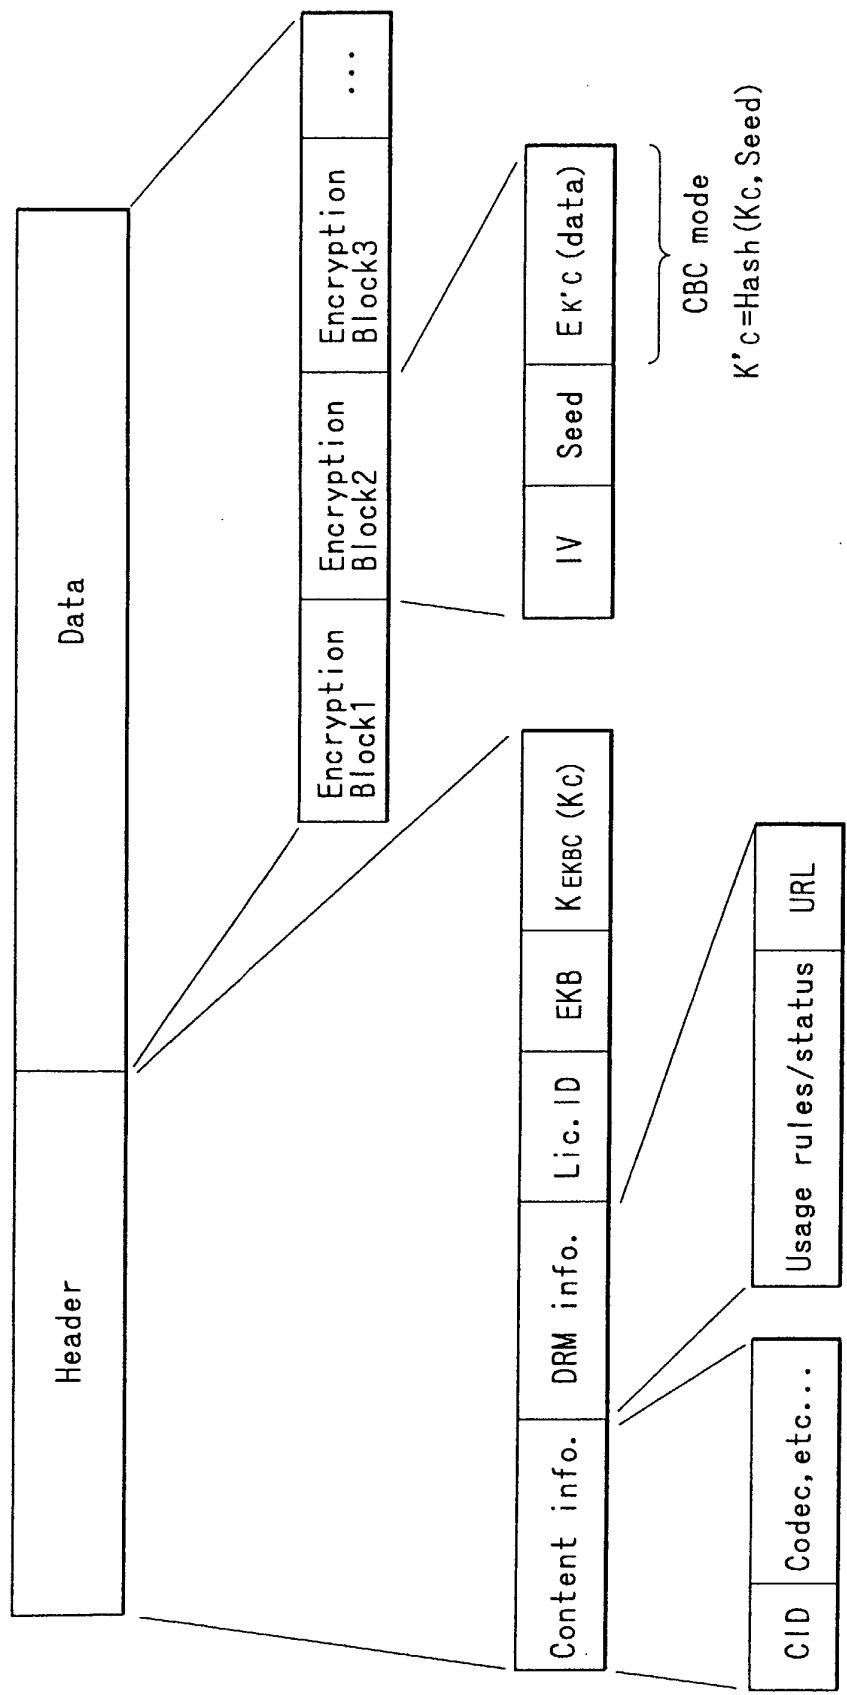 Header
Data
Encryption
Block1
Encryption
Block2
Encryption
Block3
...
Content info.
DRM info.
Lic.ID
EKB
KEKBC (Kc)
IV
Seed
EK'C (data)
CBC mode
K'c=Hash(Kc, Seed)
CID
Codec, etc...
Usage rules/status
URL